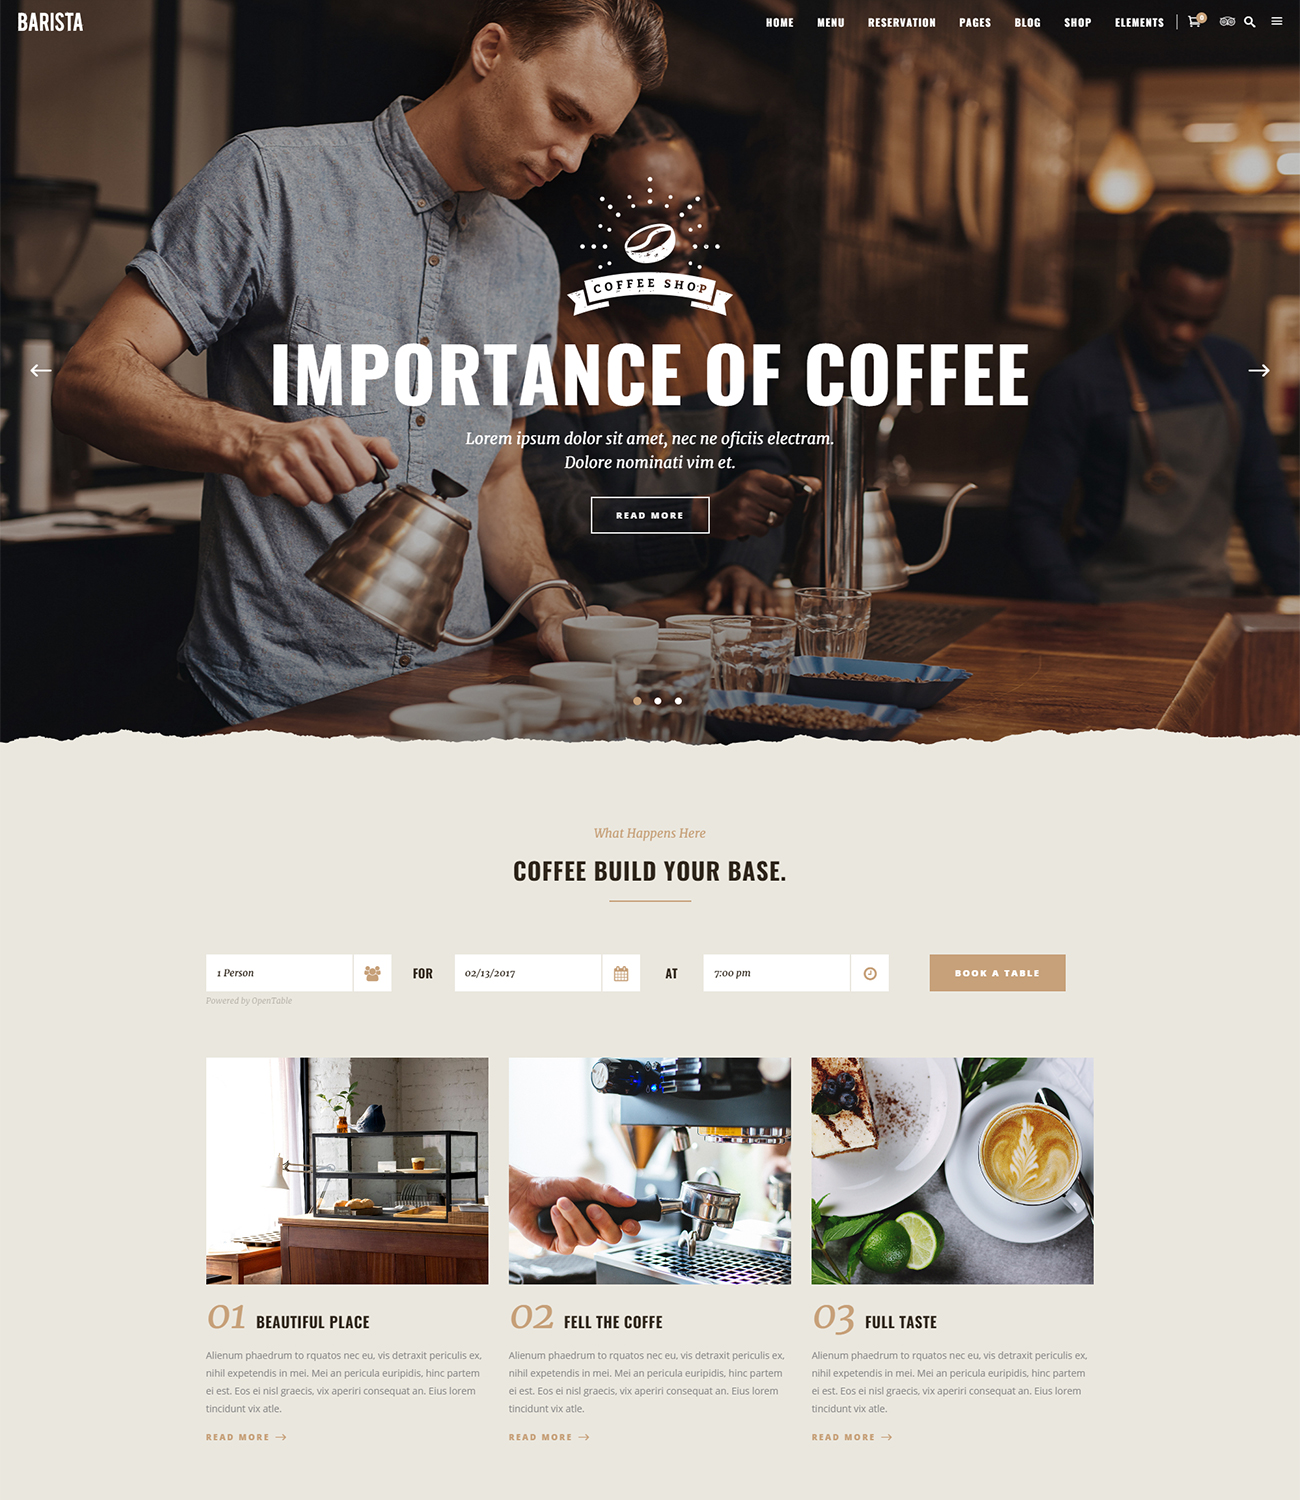 BARISTA
HOME MENU RESERVATION PAGES BLOG SHOP ELEMENTS 0
COFFEE SHOP
IMPORTANCE OF COFFEE
Lorem ipsum dolor sit amet, nec ne oficiis electram.
Dolore nominati vim et.
READ MORE
What Happens Here
COFFEE BUILD YOUR BASE.
1 Person FOR 02/13/2017 AT 7:00 pm BOOK A TABLE
Powered by OpenTable
01 BEAUTIFUL PLACE
Alienum phaedrum to rquatos nec eu, vis detraxit periculis ex,
nihil expetendis in mei. Mei an pericula euripidis, hinc partem
ei est. Eos ei nisl graecis, vix aperiri consequat an. Eius lorem
tincidunt vix atle.
READ MORE
02 FELL THE COFFE
Alienum phaedrum to rquatos nec eu, vis detraxit periculis ex,
nihil expetendis in mei. Mei an pericula euripidis, hinc partem
ei est. Eos ei nisl graecis, vix aperiri consequat an. Eius lorem
tincidunt vix atle.
READ MORE
03 FULL TASTE
Alienum phaedrum to rquatos nec eu, vis detraxit periculis ex,
nihil expetendis in mei. Mei an pericula euripidis, hinc partem
ei est. Eos ei nisl graecis, vix aperiri consequat an. Eius lorem
tincidunt vix atle.
READ MORE